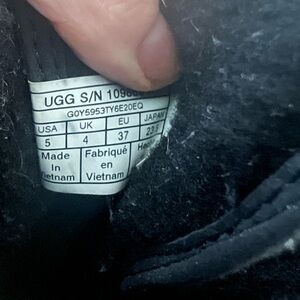 UGG S/N
G0Y5953TY6E20EQ
USA UK EU JAPAN
5 4 37
Made Fabriqué
In en
Vietnam Vietnam